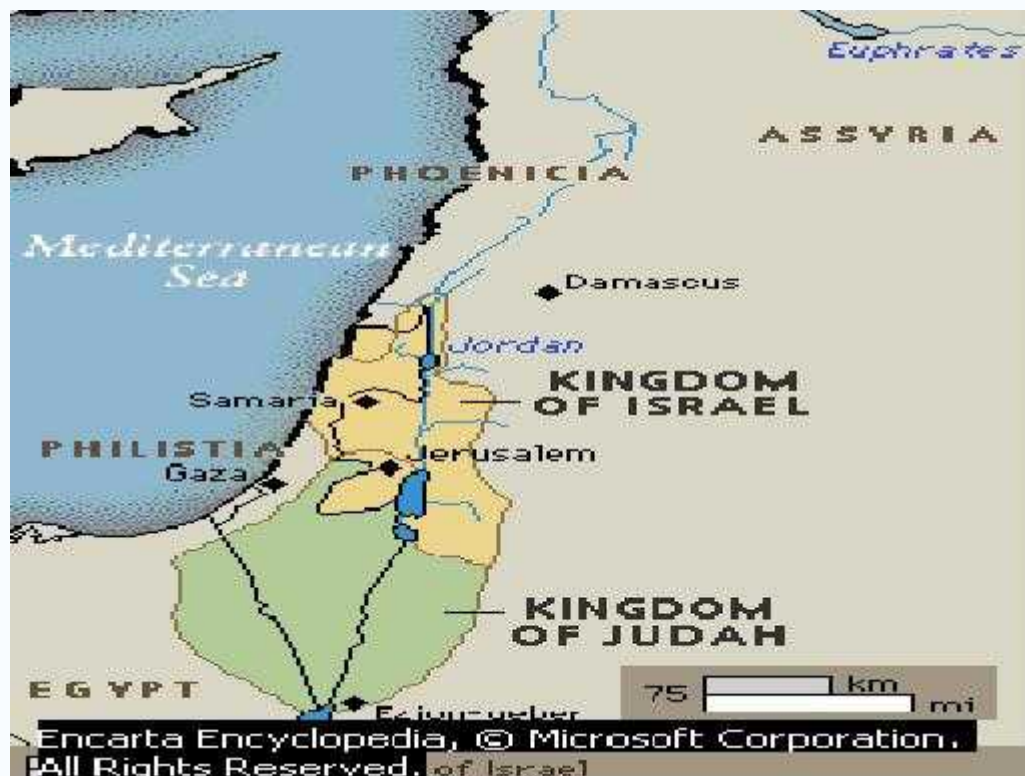 Euphrates
ASSYRIA
PHOENICIA
Mediterranean
Sea
Damascus
Jordan
KINGDOM
OF ISRAEL
Samaria
PHILISTIA
Jerusalem
Gaza
KINGDOM
OF JUDAH
EGYPT
75 km
mi
Encarta Encyclopedia, © Microsoft Corporation.
All Rights Reserved. of Israel